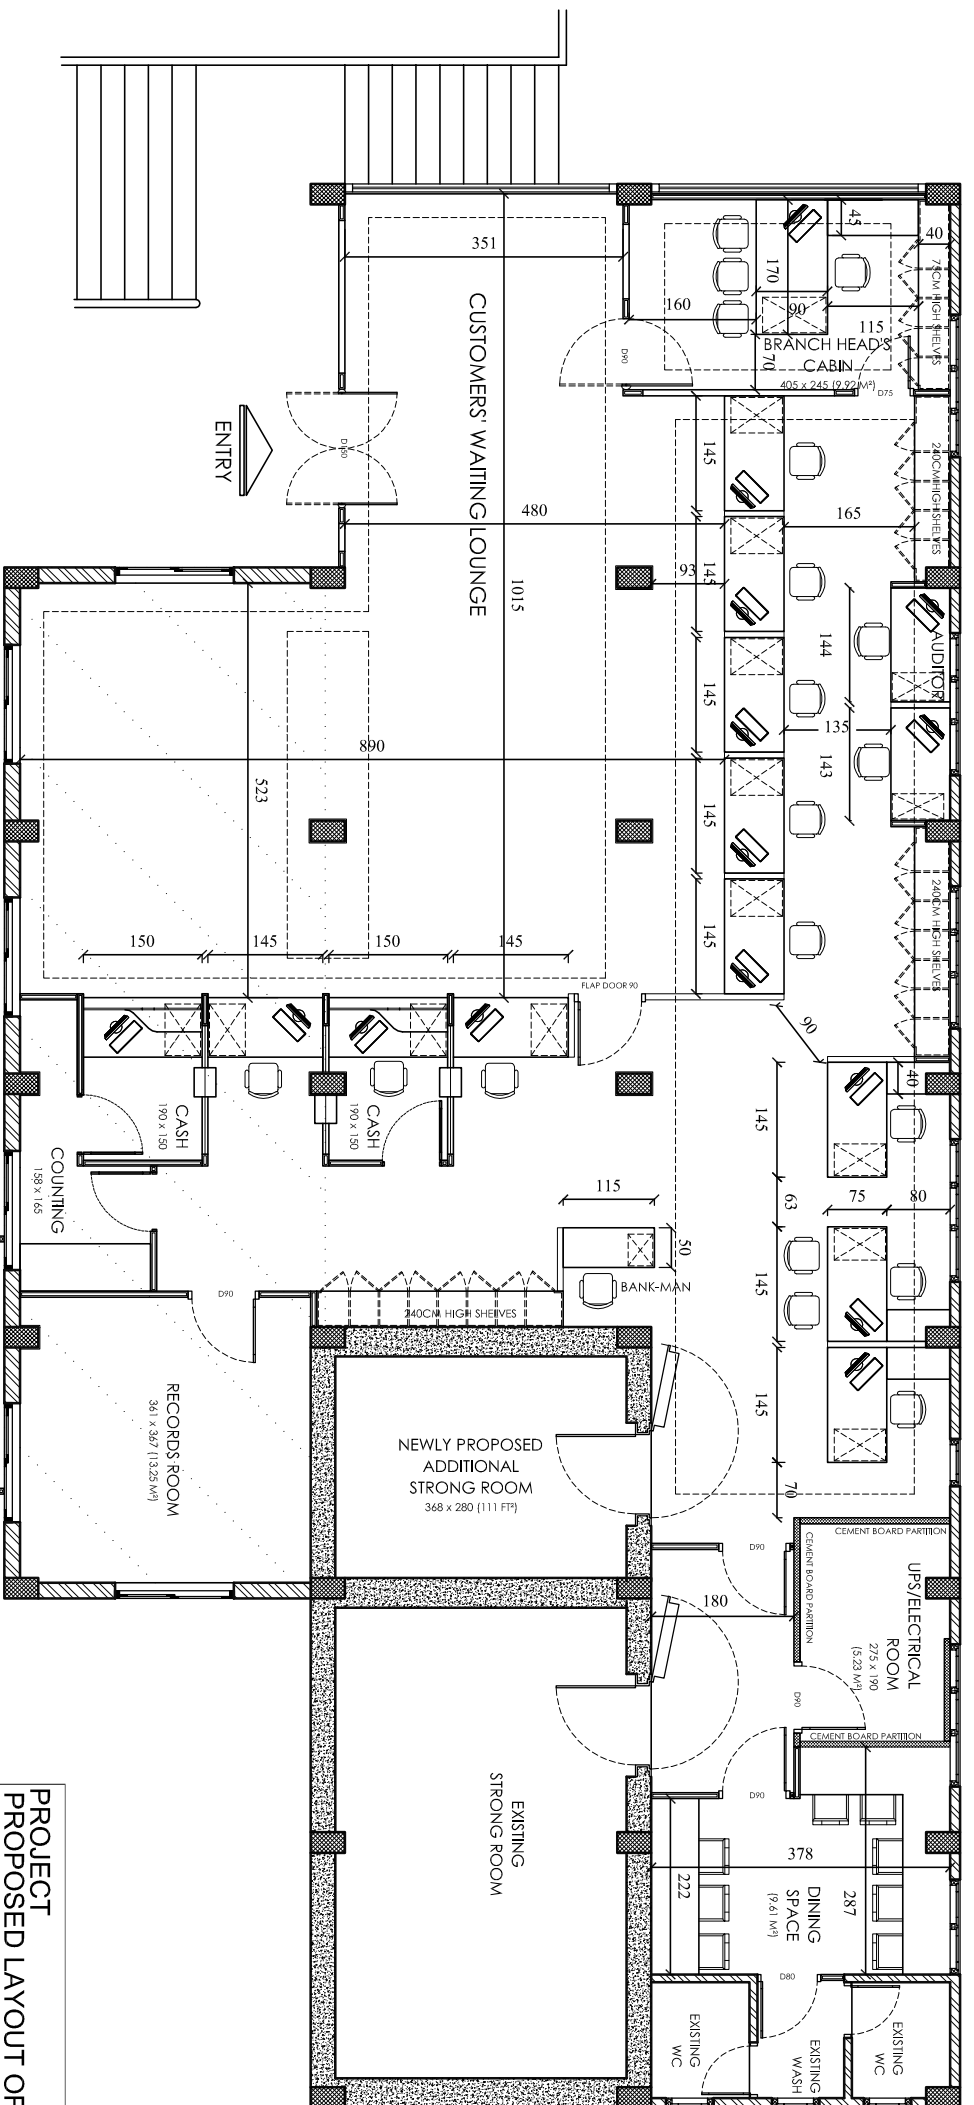 45
40
351
170
160
90
115
70
75CM HIGH SHELVES
BRANCH HEAD'S
CABIN
405 x 245 (9.92 M²)
D90
D75
CUSTOMERS' WAITING LOUNGE
1015
480
ENTRY
D150
145
145
145
145
145
93
165
240CM HIGH SHELVES
AUDITOR
144
135
143
240CM HIGH SHELVES
890
523
150
145
150
145
FLAP DOOR 90
90
40
145
63
75
80
145
145
70
CASH
190 x 150
CASH
190 x 150
COUNTING
158 x 165
115
50
BANK-MAN
240CM HIGH SHELVES
D90
RECORDS ROOM
361 x 367 (13.25 M²)
NEWLY PROPOSED
ADDITIONAL
STRONG ROOM
368 x 280 (111 FT²)
D90
180
CEMENT BOARD PARTITION
CEMENT BOARD PARTITION
UPS/ELECTRICAL
ROOM
275 x 190
(5.23 M²)
D90
CEMENT BOARD PARTITION
D90
EXISTING
STRONG ROOM
378
222
287
DINING
SPACE
(9.61 M²)
D80
EXISTING
WC
EXISTING
WASH
EXISTING
WC
PROJECT
PROPOSED LAYOUT OF